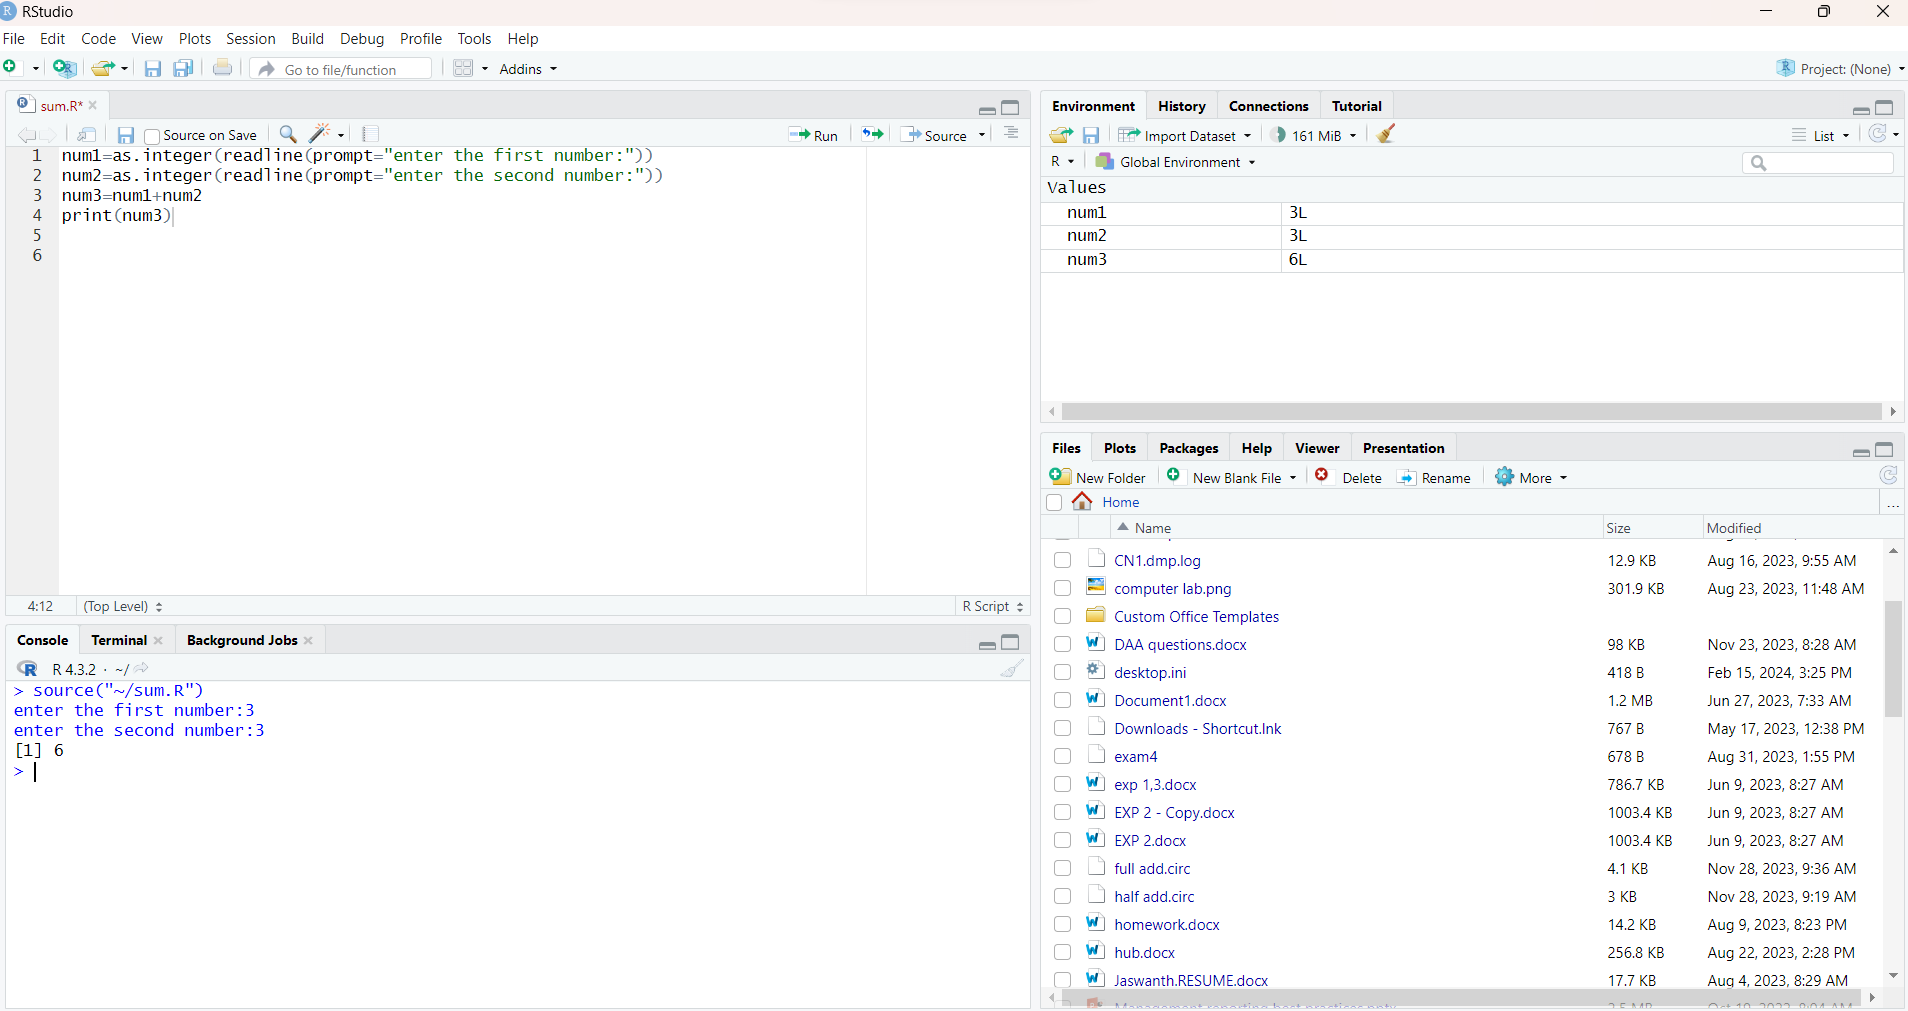 RStudio
File Edit Code View Plots Session Build Debug Profile Tools Help
Go to file/function Addins Project: (None)
sum.R*
Source on Save Run Source
1 num1=as.integer(readline(prompt="enter the first number:"))
2 num2=as.integer(readline(prompt="enter the second number:"))
3 num3=num1+num2
4 print(num3)
5
6
4:12 (Top Level) R Script
Console Terminal Background Jobs
R 4.3.2 · ~/
> source("~/sum.R")
enter the first number:3
enter the second number:3
[1] 6
>
Environment History Connections Tutorial
Import Dataset 161 MiB List
R Global Environment
Values
num1 3L
num2 3L
num3 6L
Files Plots Packages Help Viewer Presentation
New Folder New Blank File Delete Rename More
Home ...
Name Size Modified
CN1.dmp.log 12.9 KB Aug 16, 2023, 9:55 AM
computer lab.png 301.9 KB Aug 23, 2023, 11:48 AM
Custom Office Templates
DAA questions.docx 98 KB Nov 23, 2023, 8:28 AM
desktop.ini 418 B Feb 15, 2024, 3:25 PM
Document1.docx 1.2 MB Jun 27, 2023, 7:33 AM
Downloads - Shortcut.lnk 767 B May 17, 2023, 12:38 PM
exam4 678 B Aug 31, 2023, 1:55 PM
exp 1,3.docx 786.7 KB Jun 9, 2023, 8:27 AM
EXP 2 - Copy.docx 1003.4 KB Jun 9, 2023, 8:27 AM
EXP 2.docx 1003.4 KB Jun 9, 2023, 8:27 AM
full add.circ 4.1 KB Nov 28, 2023, 9:36 AM
half add.circ 3 KB Nov 28, 2023, 9:19 AM
homework.docx 14.2 KB Aug 9, 2023, 8:23 PM
hub.docx 256.8 KB Aug 22, 2023, 2:28 PM
Jaswanth.RESUME.docx 17.7 KB Aug 4, 2023, 8:29 AM